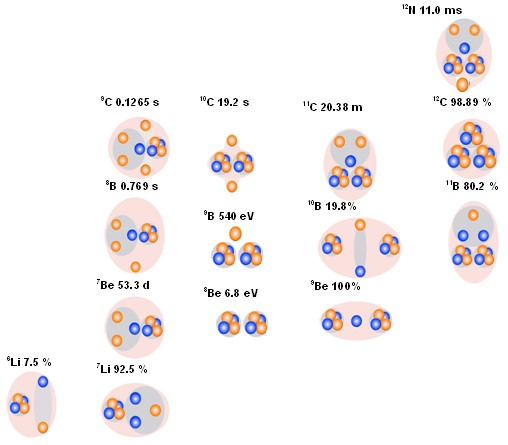 ¹²N 11.0 ms
⁹C 0.1265 s
¹⁰C 19.2 s
¹¹C 20.38 m
¹²C 98.89 %
⁸B 0.769 s
⁹B 540 eV
¹⁰B 19.8%
¹¹B 80.2 %
⁷Be 53.3 d
⁸Be 6.8 eV
⁹Be 100%
⁶Li 7.5 %
⁷Li 92.5 %